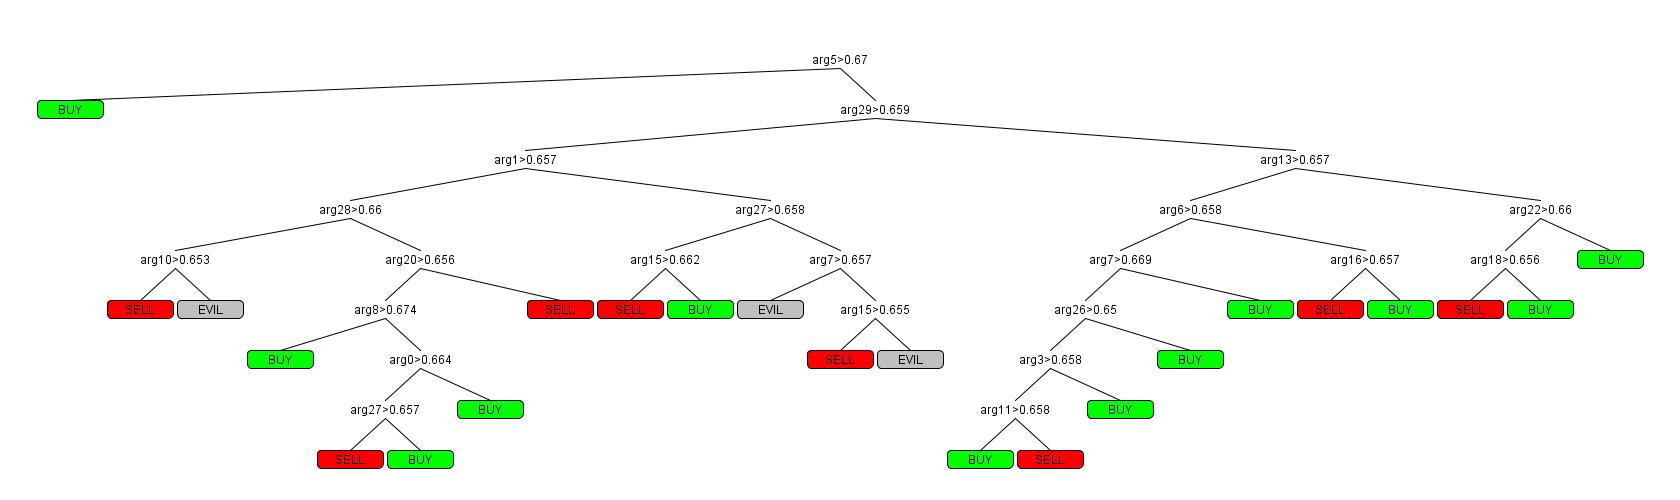 arg5>0.67
BUY
arg29>0.659
arg1>0.657
arg13>0.657
arg28>0.66
arg27>0.658
arg6>0.658
arg22>0.66
arg10>0.653
arg20>0.656
arg15>0.662
arg7>0.657
arg7>0.669
arg16>0.657
arg18>0.656
BUY
SELL
EVIL
arg8>0.674
SELL
SELL
BUY
EVIL
arg15>0.655
arg26>0.65
BUY
SELL
BUY
SELL
BUY
BUY
arg0>0.664
SELL
EVIL
arg3>0.658
BUY
arg27>0.657
BUY
arg11>0.658
BUY
SELL
BUY
BUY
SELL